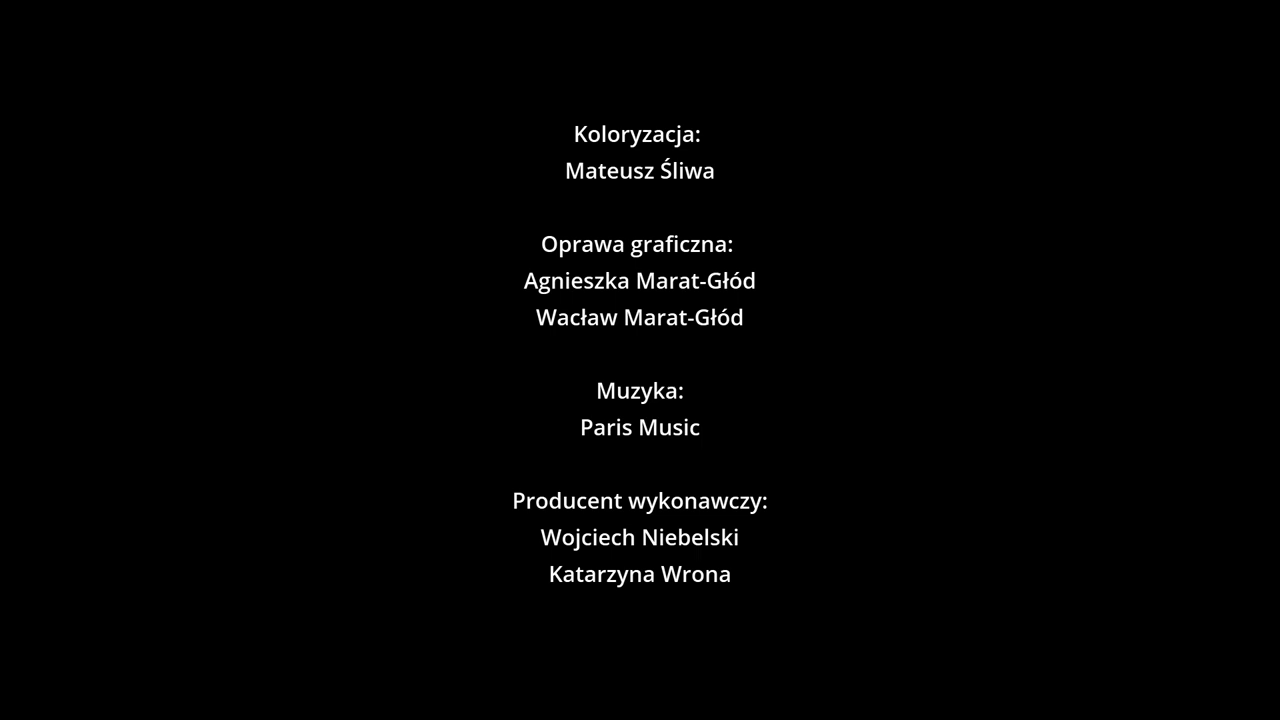 Koloryzacja:
Mateusz Śliwa
Oprawa graficzna:
Agnieszka Marat-Głód
Wacław Marat-Głód
Muzyka:
Paris Music
Producent wykonawczy:
Wojciech Niebelski
Katarzyna Wrona